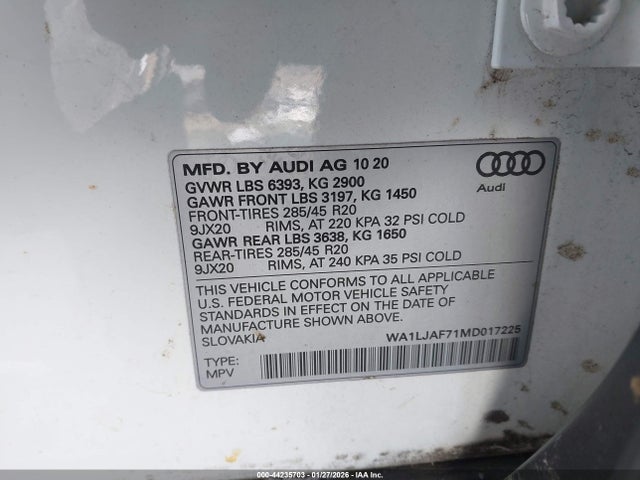 MFD. BY AUDI AG 10 20
GVWR LBS 6393, KG 2900
GAWR FRONT LBS 3197, KG 1450
FRONT-TIRES 285/45 R20
9JX20 RIMS, AT 220 KPA 32 PSI COLD
GAWR REAR LBS 3638, KG 1650
REAR-TIRES 285/45 R20
9JX20 RIMS, AT 240 KPA 35 PSI COLD
Audi
THIS VEHICLE CONFORMS TO ALL APPLICABLE
U.S. FEDERAL MOTOR VEHICLE SAFETY
STANDARDS IN EFFECT ON THE DATE OF
MANUFACTURE SHOWN ABOVE.
SLOVAKIA
WA1LJAF71MD017225
TYPE:
MPV
000-44235703 - 01/27/2026 - IAA Inc.